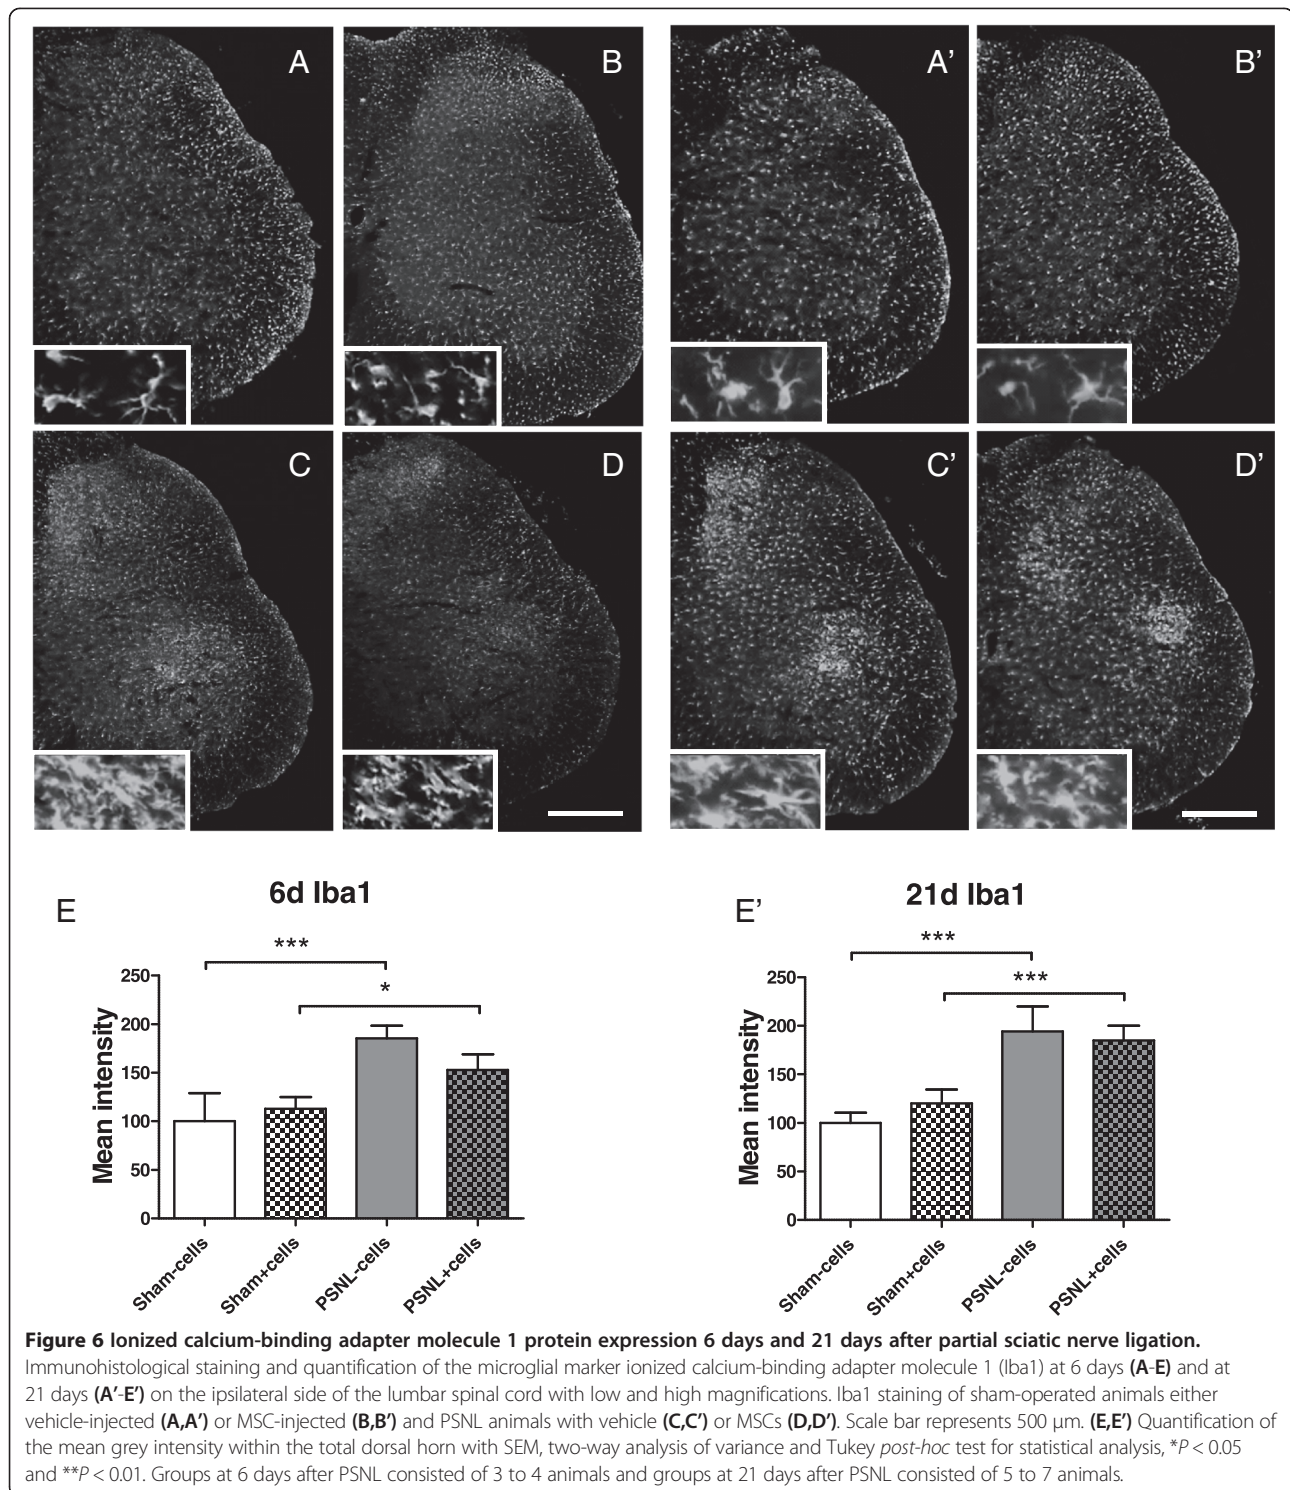 A
B
A’
B’
C
D
C’
D’
E
6d Iba1
***
*
250
200
150
100
50
0
Mean intensity
Sham-cells
Sham+cells
PSNL-cells
PSNL+cells
E’
21d Iba1
***
***
250
200
150
100
50
0
Mean intensity
Sham-cells
Sham+cells
PSNL-cells
PSNL+cells
Figure 6 Ionized calcium-binding adapter molecule 1 protein expression 6 days and 21 days after partial sciatic nerve ligation.
Immunohistological staining and quantification of the microglial marker ionized calcium-binding adapter molecule 1 (Iba1) at 6 days (A-E) and at
21 days (A’-E’) on the ipsilateral side of the lumbar spinal cord with low and high magnifications. Iba1 staining of sham-operated animals either
vehicle-injected (A,A’) or MSC-injected (B,B’) and PSNL animals with vehicle (C,C’) or MSCs (D,D’). Scale bar represents 500 μm. (E,E’) Quantification of
the mean grey intensity within the total dorsal horn with SEM, two-way analysis of variance and Tukey post-hoc test for statistical analysis, *P < 0.05
and **P < 0.01. Groups at 6 days after PSNL consisted of 3 to 4 animals and groups at 21 days after PSNL consisted of 5 to 7 animals.